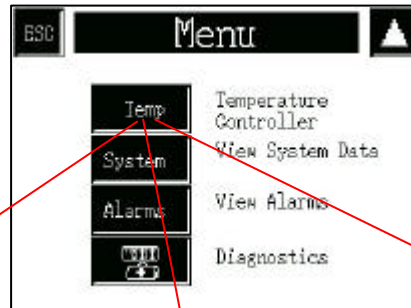 ESC Menu
Temp Temperature
Controller
System View System Data
Alarms View Alarms
Diagnostics